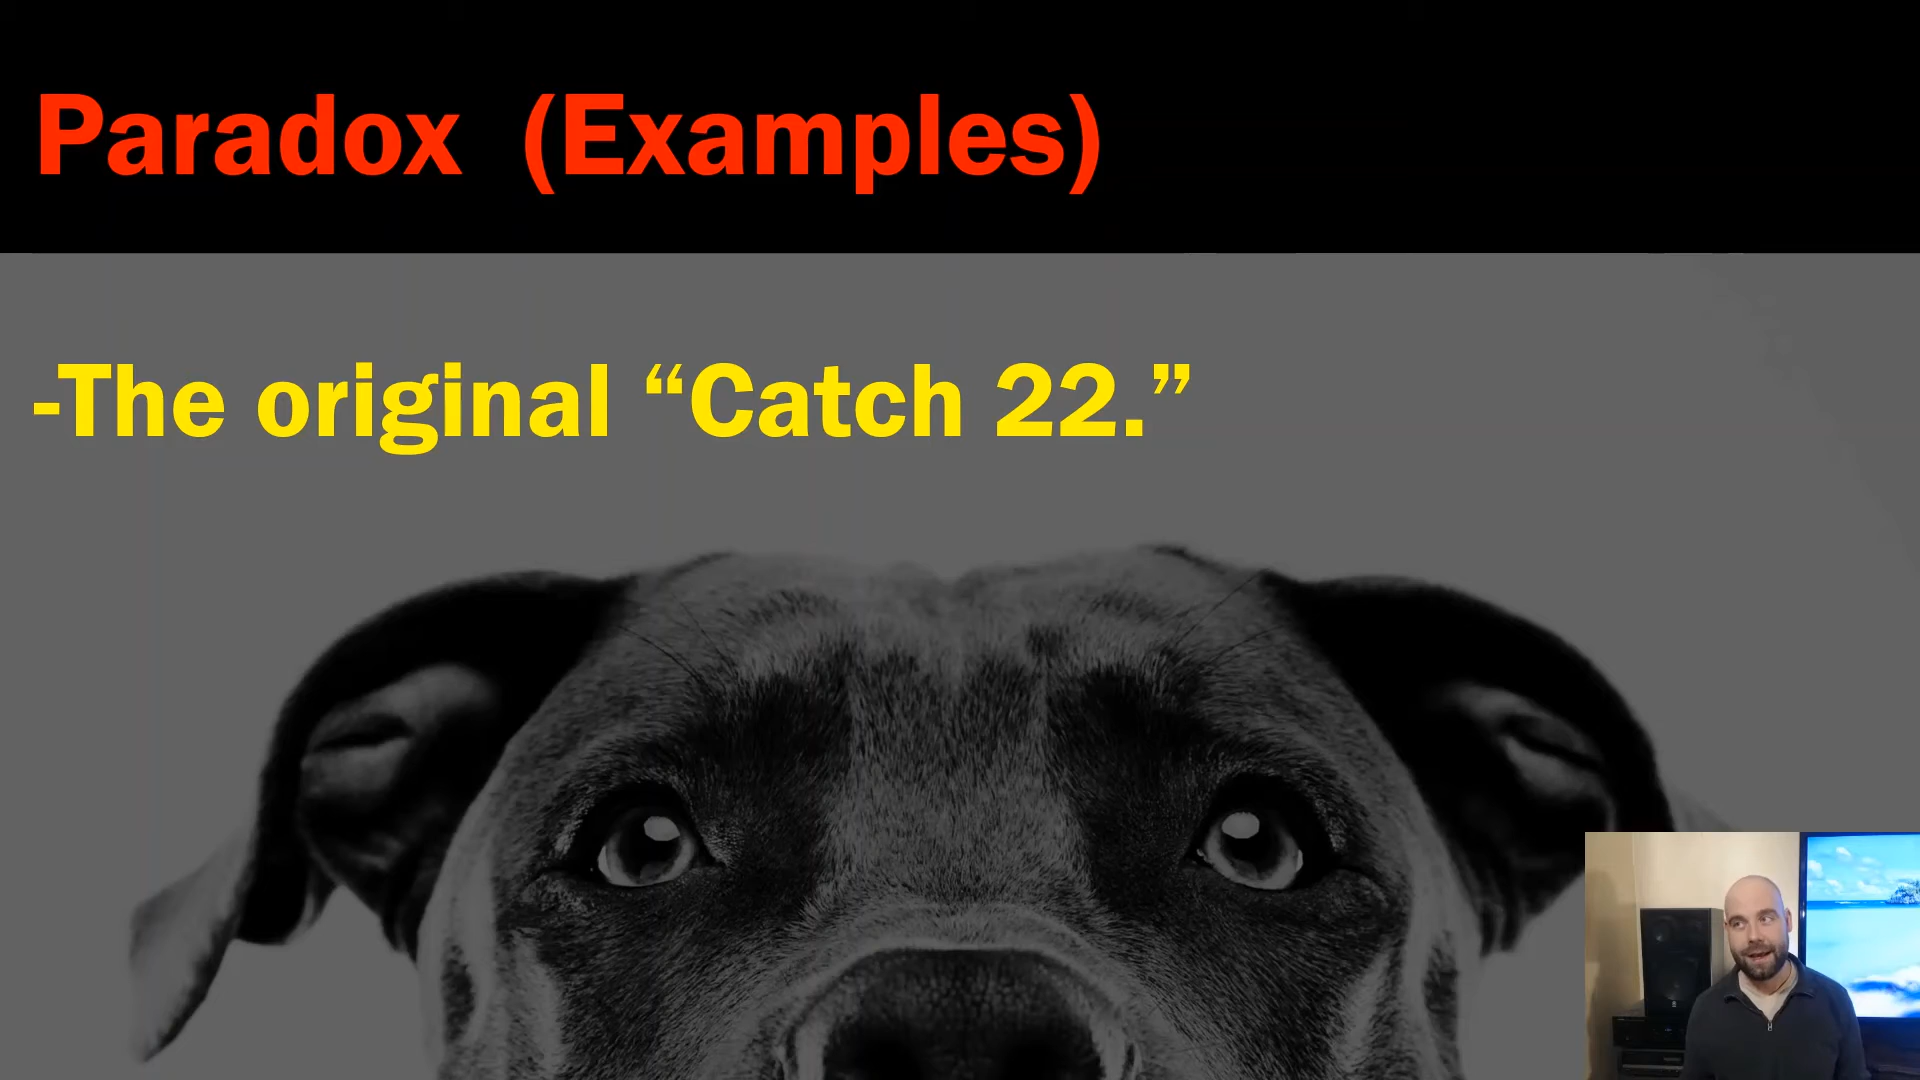 Paradox (Examples)
-The original “Catch 22.”